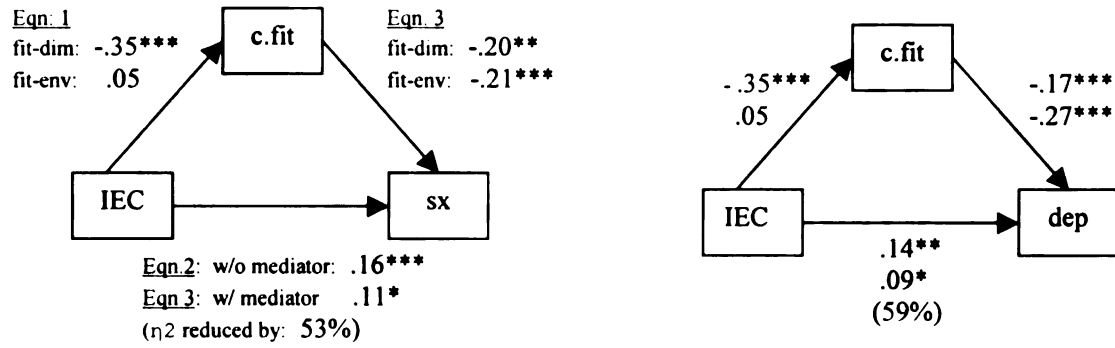 Eqn: 1
fit-dim: -.35***
fit-env: .05
c.fit
Eqn. 3
fit-dim: -.20**
fit-env: -.21***
IEC
sx
Eqn.2: w/o mediator: .16***
Eqn 3: w/ mediator .11*
(η2 reduced by: 53%)
c.fit
-.35***
.05
-.17***
-.27***
IEC
dep
.14**
.09*
(59%)